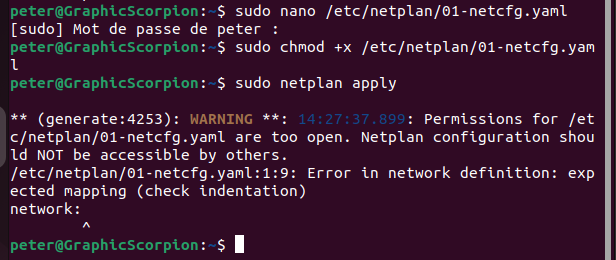 peter@GraphicScorpion:~$ sudo nano /etc/netplan/01-netcfg.yaml
[sudo] Mot de passe de peter :
peter@GraphicScorpion:~$ sudo chmod +x /etc/netplan/01-netcfg.yam
l
peter@GraphicScorpion:~$ sudo netplan apply
** (generate:4253): WARNING **: 14:27:37.899: Permissions for /et
c/netplan/01-netcfg.yaml are too open. Netplan configuration shou
ld NOT be accessible by others.
/etc/netplan/01-netcfg.yaml:1:9: Error in network definition: exp
ected mapping (check indentation)
network:
^
peter@GraphicScorpion:~$